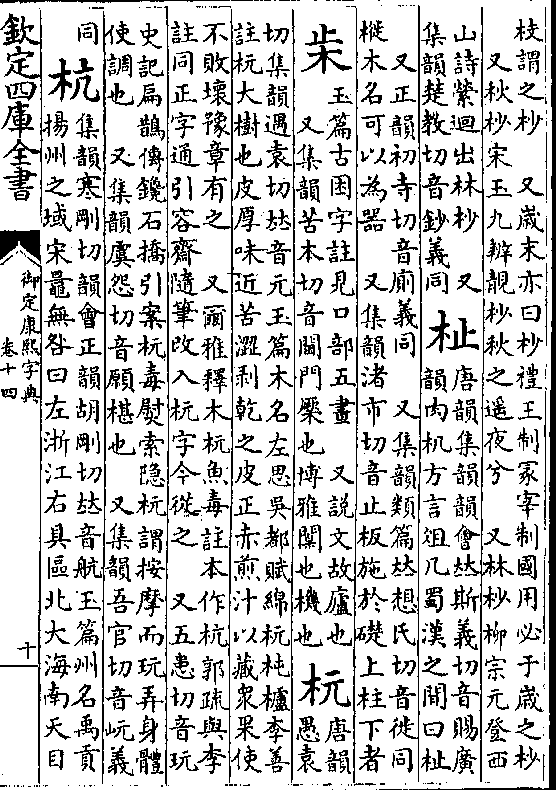 枝謂之杪　又歲末亦曰杪禮王制冢宰制國用必于歲之杪
又秋杪宋玉九辨靚杪秋之遥夜兮　又林杪柳宗元登西
山詩縈迴出林杪　又
集韻楚教切音鈔義同
杫
唐韻集韻韻會𠀤斯義切音賜廣
韻肉机方言俎几蜀漢之間曰杫
又正韻初寺切音廁義同　又集韻類篇𠀤想氏切音徙同
樅木名可以為噐　又集韻渚市切音止板施於礎上柱下者
𣏔
玉篇古困字註見口部五畫　又說文故廬也
又集韻苦本切音閫門橜也博雅闑也機也
杬
唐韻
愚袁
切集韻遇袁切𠀤音元玉篇木名左思吳都賦綿杬杶櫨李善
註杬大樹也皮厚味近苦澀剥乾之皮正赤煎汁以藏衆果使
不敗壞豫章有之　又爾雅釋木杬魚毒註本作杭郭疏與李
註同正字通引容齋隨筆改入杬字今從之　又五患切音玩
史記扁鵲傳鑱石撟引案杬毒熨索隱杬謂按摩而玩弄身體
使調也　又集韻虞怨切音願椹也　又集韻吾官切音岏義
同
杭
集韻寒剛切韻會正韻胡剛切𠀤音航玉篇州名禹貢
揚州之域宋鼂無咎曰左浙江右具區北大海南天目
欽定四庫全書
御定康熙字典
卷十四
十